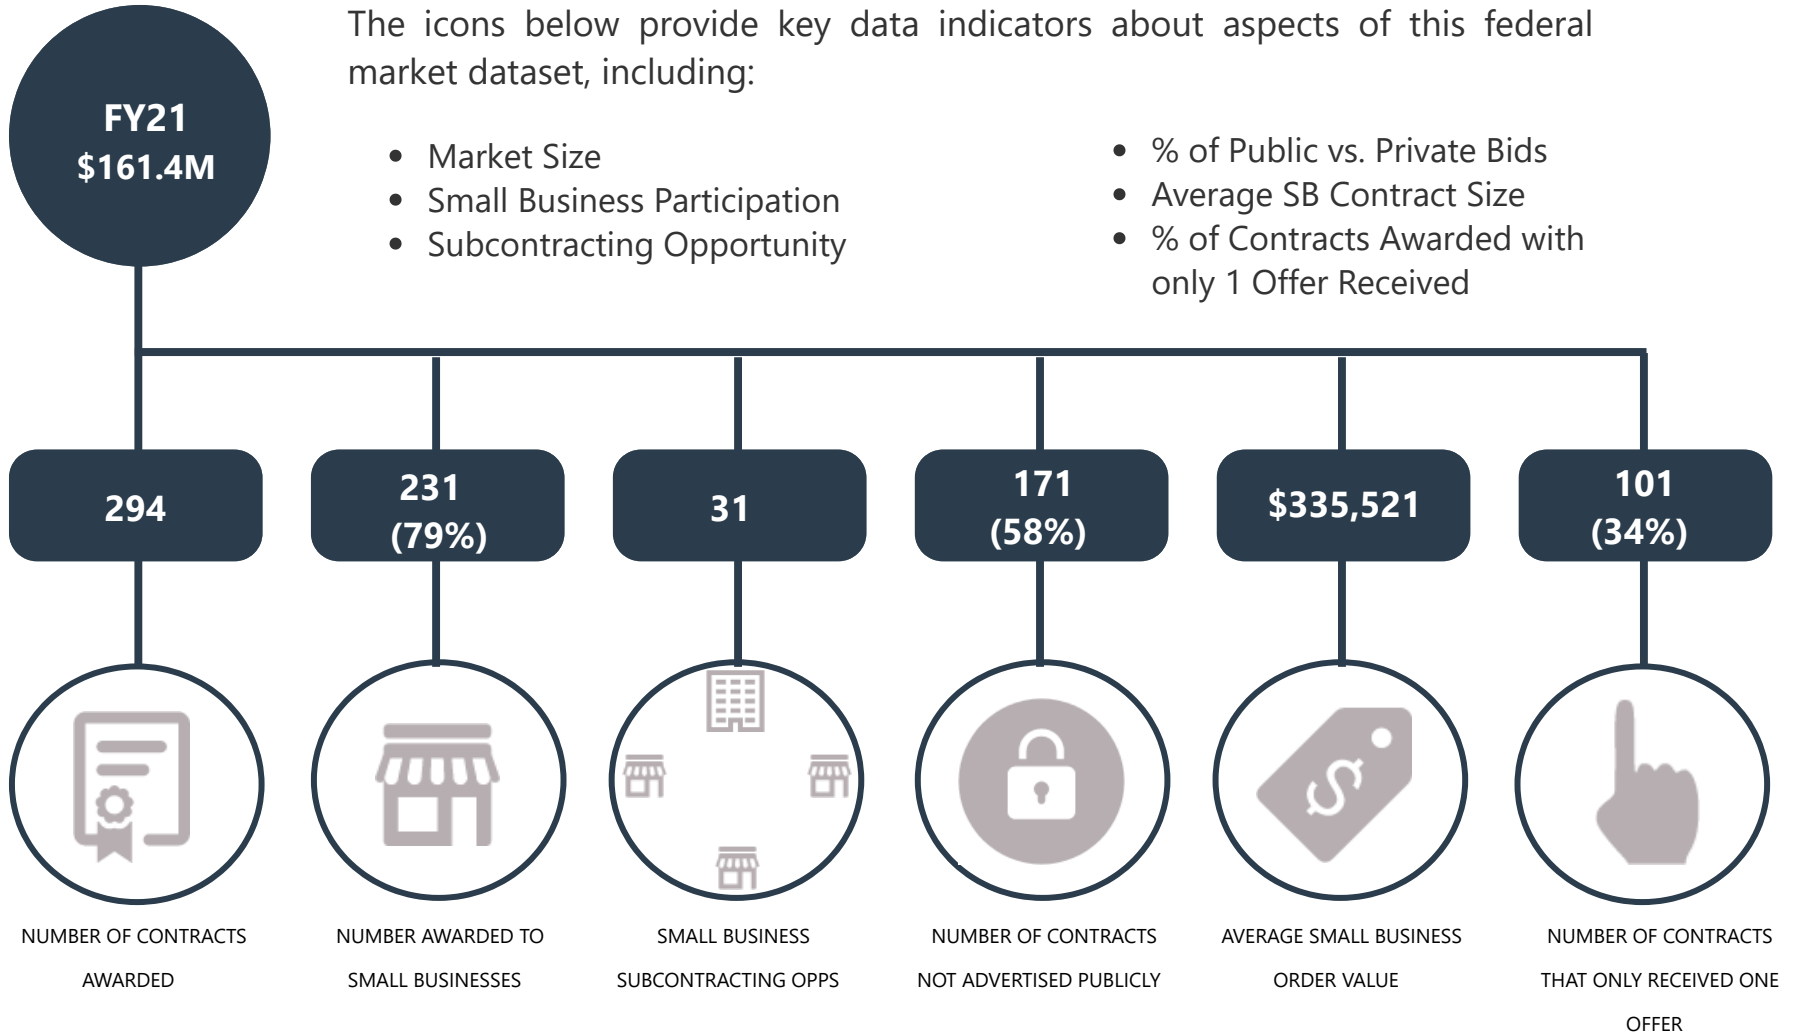 The icons below provide key data indicators about aspects of this federal
market dataset, including:
FY21
$161.4M
• Market Size
• Small Business Participation
• Subcontracting Opportunity
• % of Public vs. Private Bids
• Average SB Contract Size
• % of Contracts Awarded with
only 1 Offer Received
294
231
(79%)
31
171
(58%)
$335,521
101
(34%)
$
NUMBER OF CONTRACTS
AWARDED
NUMBER AWARDED TO
SMALL BUSINESSES
SMALL BUSINESS
SUBCONTRACTING OPPS
NUMBER OF CONTRACTS
NOT ADVERTISED PUBLICLY
AVERAGE SMALL BUSINESS
ORDER VALUE
NUMBER OF CONTRACTS
THAT ONLY RECEIVED ONE
OFFER